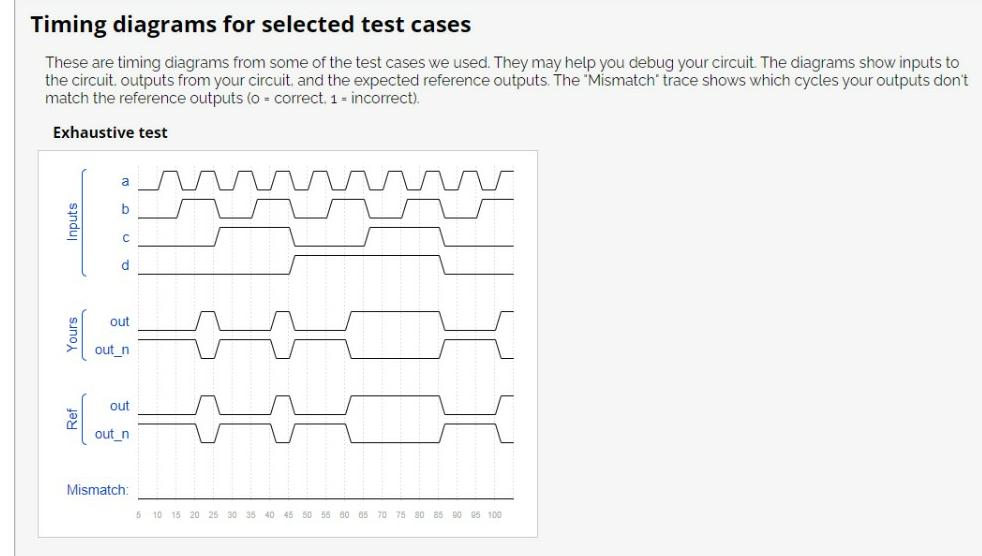 Timing diagrams for selected test cases
These are timing diagrams from some of the test cases we used. They may help you debug your circuit. The diagrams show inputs to
the circuit, outputs from your circuit, and the expected reference outputs. The "Mismatch" trace shows which cycles your outputs don't
match the reference outputs (0 = correct, 1 = incorrect).
Exhaustive test
Inputs
a
b
c
d
Yours
out
out_n
Ref
out
out_n
Mismatch:
5 10 15 20 25 30 35 40 45 50 55 60 65 70 75 80 85 90 95 100